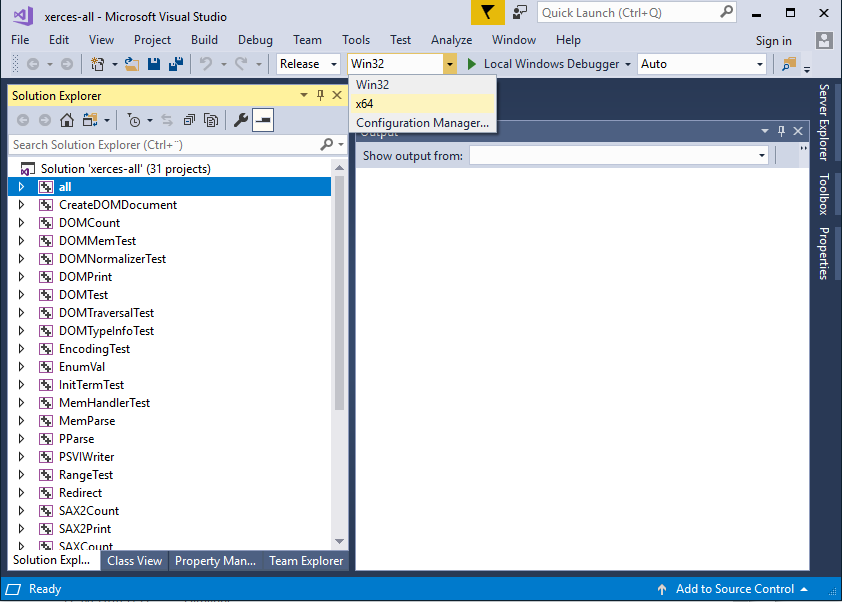 xerces-all - Microsoft Visual Studio
Quick Launch (Ctrl+Q)
File Edit View Project Build Debug Team Tools Test Analyze Window Help Sign in
Release Win32 Local Windows Debugger Auto
Win32
x64
Configuration Manager...
Solution Explorer
Search Solution Explorer (Ctrl+¨)
Solution 'xerces-all' (31 projects)
all
CreateDOMDocument
DOMCount
DOMMemTest
DOMNormalizerTest
DOMPrint
DOMTest
DOMTraversalTest
DOMTypeInfoTest
EncodingTest
EnumVal
InitTermTest
MemHandlerTest
MemParse
PParse
PSVIWriter
RangeTest
Redirect
SAX2Count
SAX2Print
SAXCount
Solution Expl... Class View Property Man... Team Explorer
Output
Show output from:
Server Explorer
Toolbox
Properties
Ready
Add to Source Control